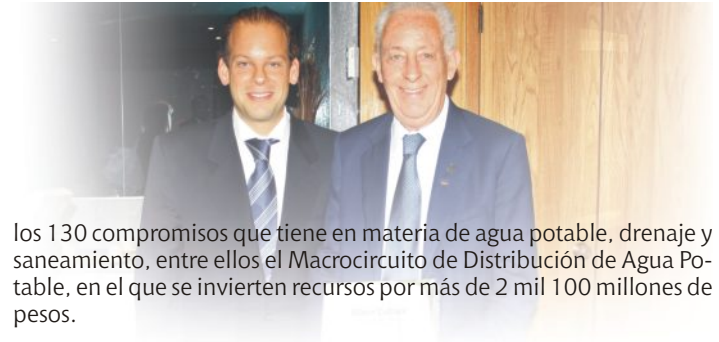 los 130 compromisos que tiene en materia de agua potable, drenaje y
saneamiento, entre ellos el Macrocircuito de Distribución de Agua Po-
table, en el que se invierten recursos por más de 2 mil 100 millones de
pesos.